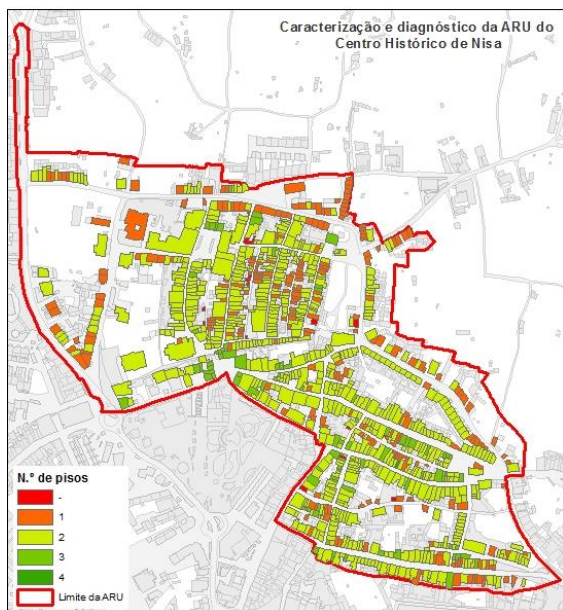 Caracterização e diagnóstico da ARU do
Centro Histórico de Nisa
N.º de pisos
-
1
2
3
4
Limite da ARU